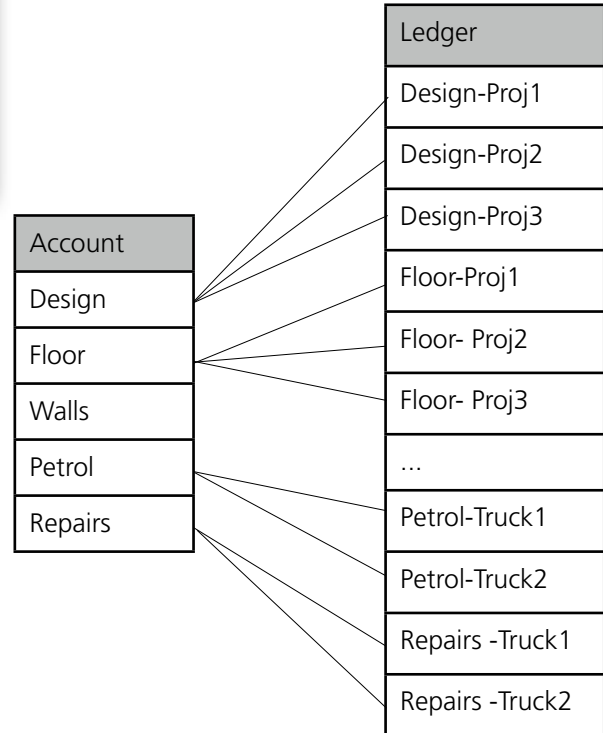 Account
Design
Floor
Walls
Petrol
Repairs
Ledger
Design-Proj1
Design-Proj2
Design-Proj3
Floor-Proj1
Floor- Proj2
Floor- Proj3
...
Petrol-Truck1
Petrol-Truck2
Repairs -Truck1
Repairs -Truck2